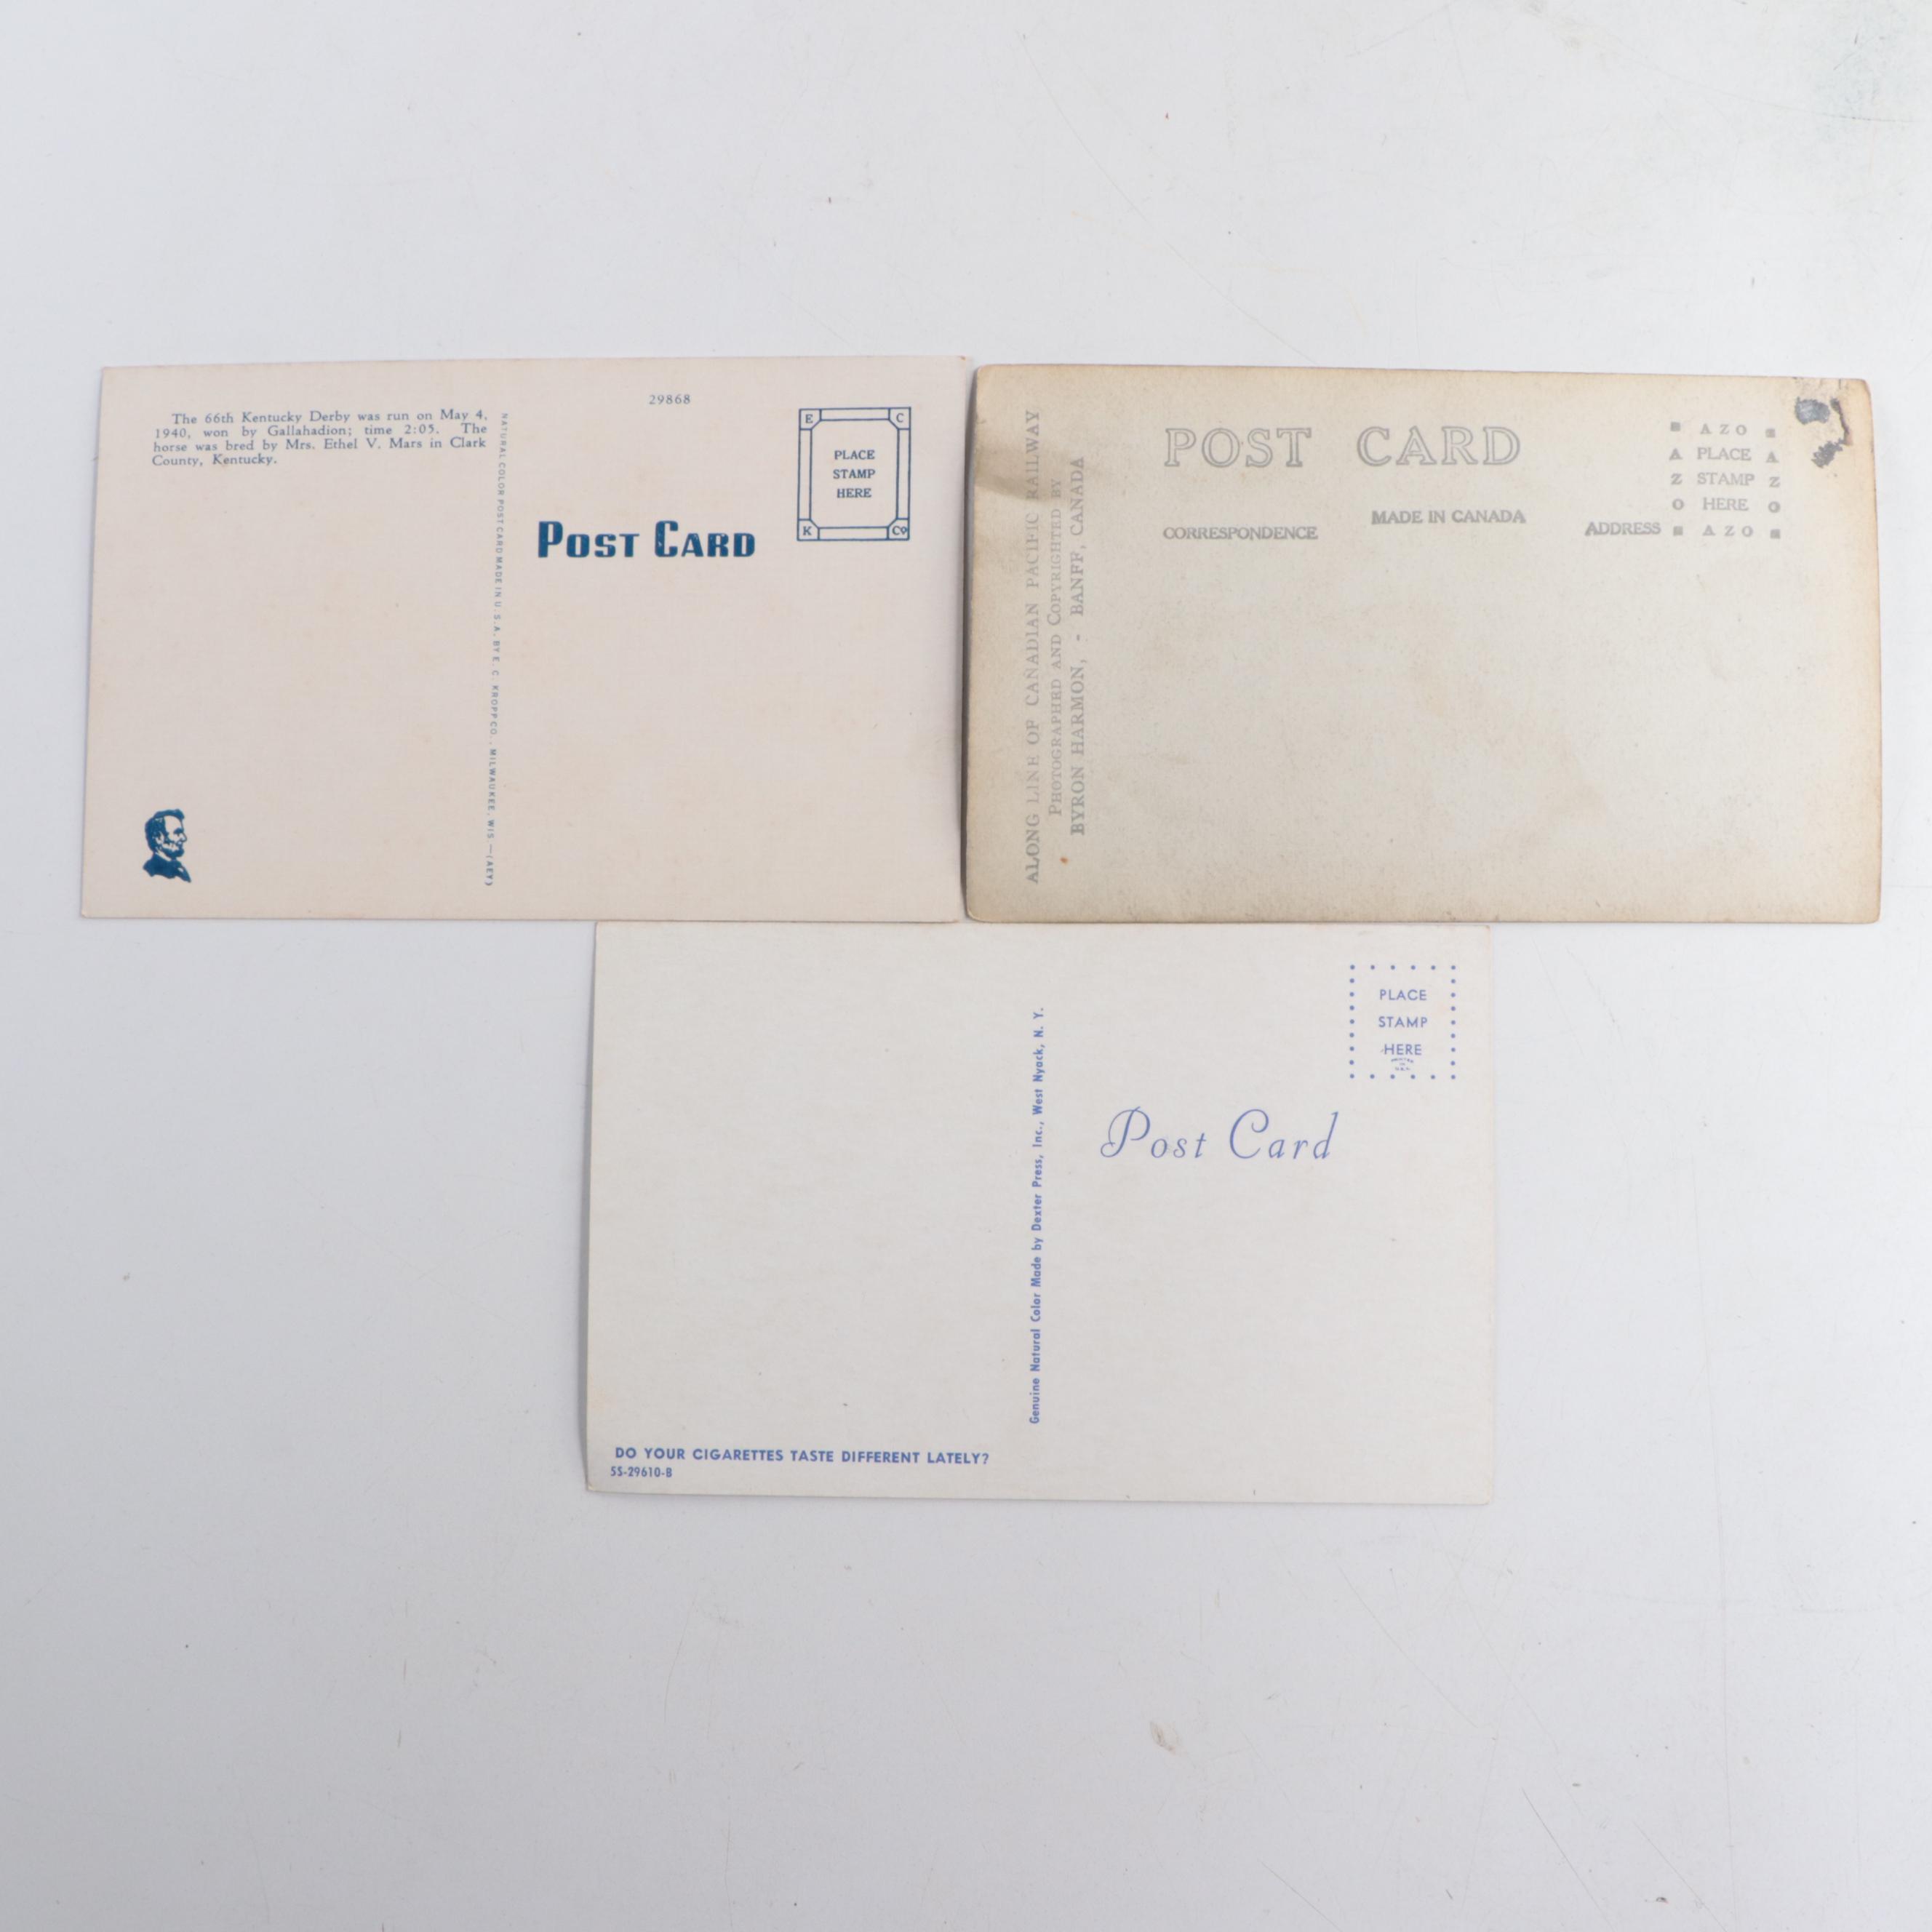 The 66th Kentucky Derby was run on May 4,
1940, won by Gallahadion; time 2:05. The
horse was bred by Mrs. Ethel V. Mars in Clark
County, Kentucky.
NATURAL COLOR POST CARD MADE IN U.S.A. BY E. C. KROPP CO., MILWAUKEE, WIS.—(AEY)
29868
E C
PLACE
STAMP
HERE
K Co
POST CARD
ALONG LINE OF CANADIAN PACIFIC RAILWAY
PHOTOGRAPHED AND COPYRIGHTED BY
BYRON HARMON, - BANFF, CANADA
POST CARD
CORRESPONDENCE
MADE IN CANADA
ADDRESS
AZO
A PLACE A
Z STAMP Z
O HERE O
AZO
PLACE
STAMP
HERE
Post Card
Genuine Natural Color Made by Dexter Press, Inc., West Nyack, N. Y.
DO YOUR CIGARETTES TASTE DIFFERENT LATELY?
SS-29610-B